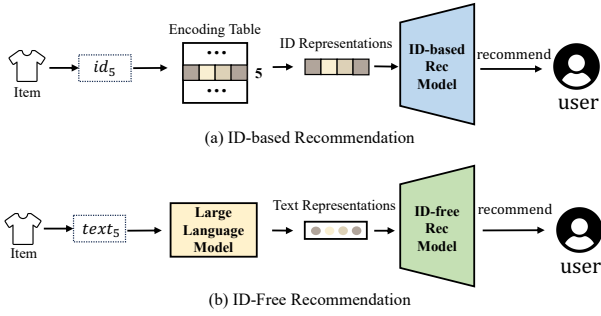 Encoding Table
ID Representations
ID-based
Rec
Model
recommend
Item
id₅
...
5
...
user
(a) ID-based Recommendation
Item
text₅
Large
Language
Model
Text Representations
ID-free
Rec
Model
recommend
user
(b) ID-Free Recommendation